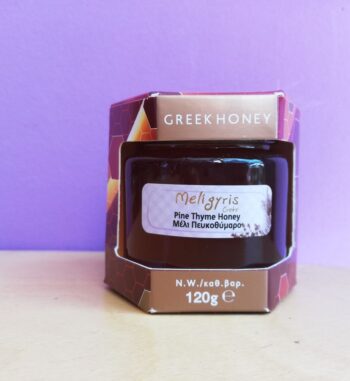 GREEK HONEY
Meligyris
Pine Thyme Honey
Μέλι Πευκοθύμαρο
N.W./καθ.βαρ.
120g ℮